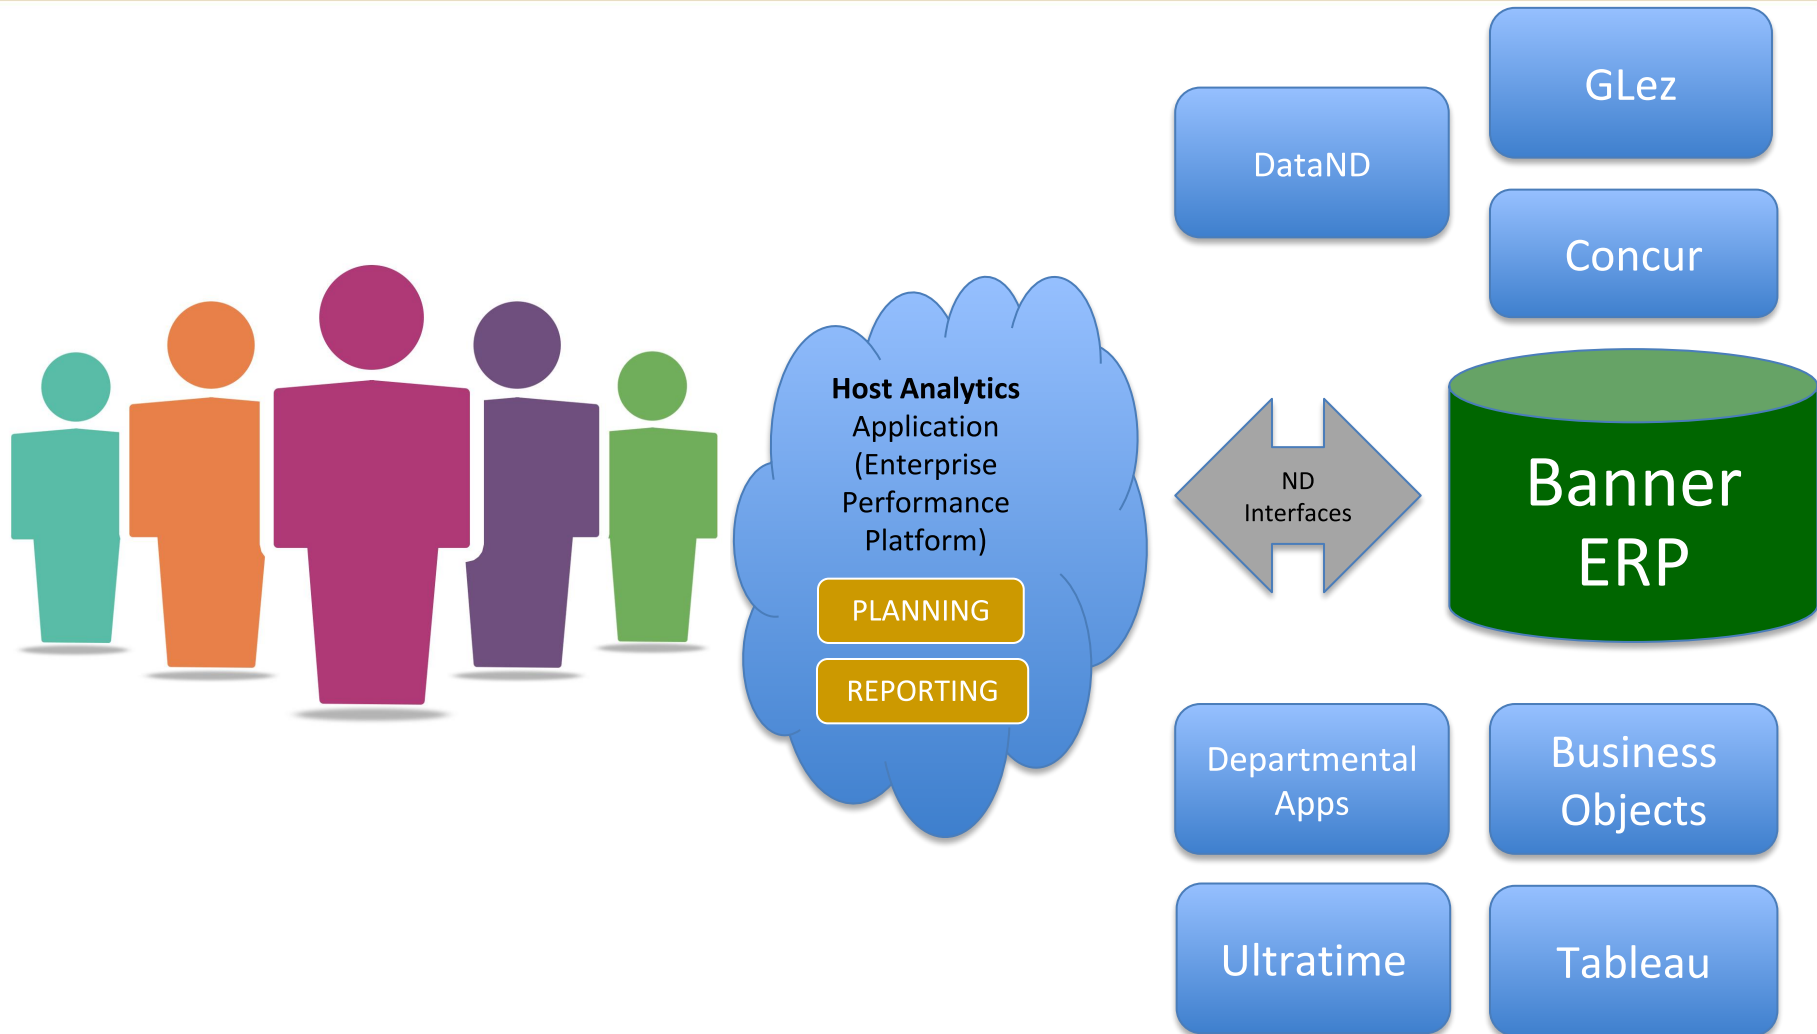 GLez
DataND
Concur
Host Analytics
Application
(Enterprise
Performance
Platform)
PLANNING
REPORTING
ND
Interfaces
Banner
ERP
Departmental
Apps
Business
Objects
Ultratime
Tableau